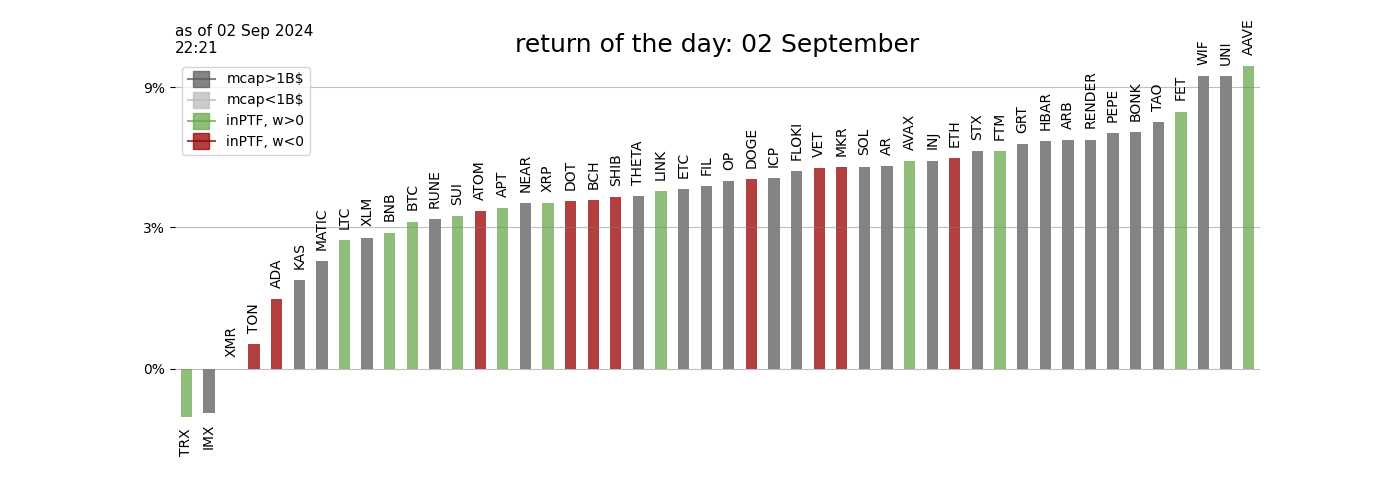 as of 02 Sep 2024
22:21
return of the day: 02 September
mcap>1B$
mcap<1B$
inPTF, w>0
inPTF, w<0
9%
3%
0%
TRX
IMX
XMR
TON
ADA
KAS
MATIC
LTC
XLM
BNB
BTC
RUNE
SUI
ATOM
APT
NEAR
XRP
DOT
BCH
SHIB
THETA
LINK
ETC
FIL
OP
DOGE
ICP
FLOKI
VET
MKR
SOL
AR
AVAX
INJ
ETH
STX
FTM
GRT
HBAR
ARB
RENDER
PEPE
BONK
TAO
FET
WIF
UNI
AAVE